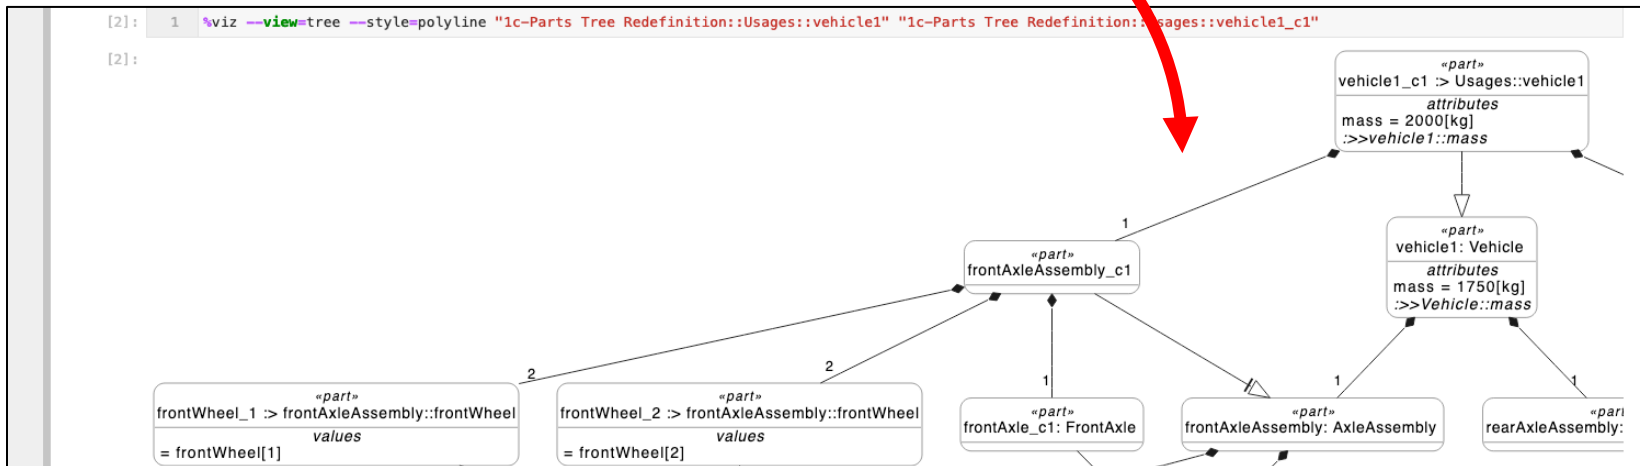 [2]: 1 %viz --view=tree --style=polyline "1c-Parts Tree Redefinition::Usages::vehicle1" "1c-Parts Tree Redefinition:: sages::vehicle1_c1"
[2]:
«part»
vehicle1_c1 :> Usages::vehicle1
attributes
mass = 2000[kg]
:>>vehicle1::mass
1
«part»
vehicle1: Vehicle
attributes
mass = 1750[kg]
:>>Vehicle::mass
«part»
frontAxleAssembly_c1
2
2
1
1
1
«part»
frontWheel_1 :> frontAxleAssembly::frontWheel
values
= frontWheel[1]
«part»
frontWheel_2 :> frontAxleAssembly::frontWheel
values
= frontWheel[2]
«part»
frontAxle_c1: FrontAxle
«part»
frontAxleAssembly: AxleAssembly
«part
rearAxleAssembly: